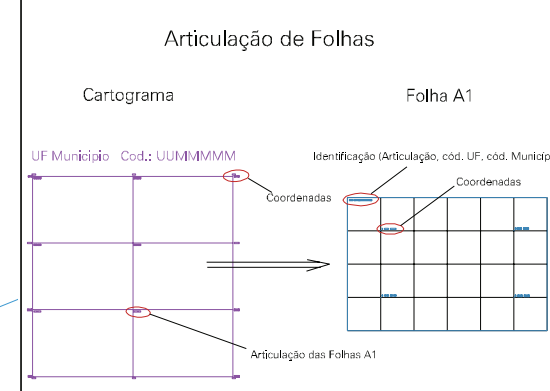 Articulação de Folhas
Cartograma
Folha A1
UF Municipio Cod.: UUMMMMM
Identificação (Articulação, cód. UF, cód.
Coordenadas
Coordenadas
Articulação das Folhas A1